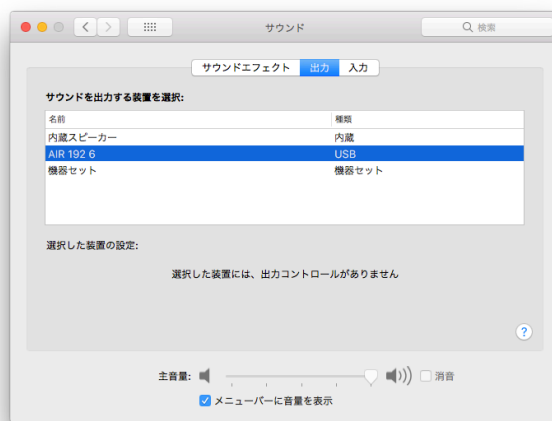 サウンド
検索
サウンドエフェクト 出力 入力
サウンドを出力する装置を選択:
名前 種類
内蔵スピーカー 内蔵
AIR 192 6 USB
機器セット 機器セット
選択した装置の設定:
選択した装置には、出力コントロールがありません
?
主音量: 消音
メニューバーに音量を表示